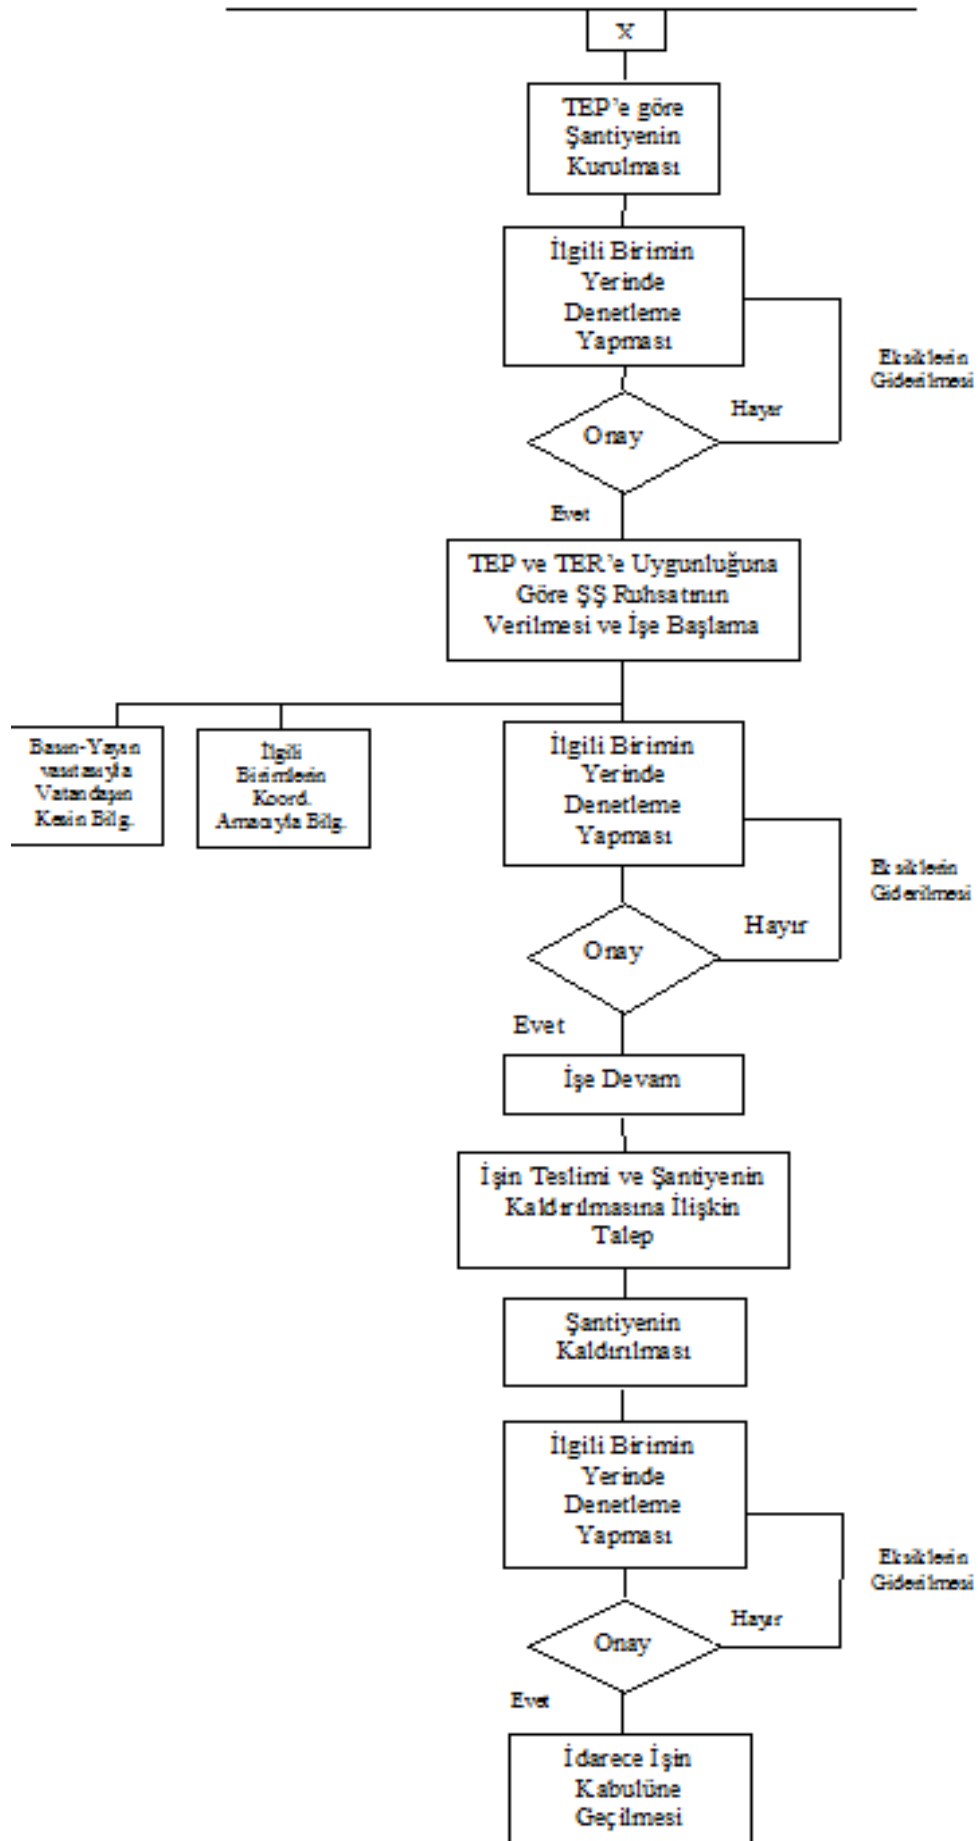 X
TEP'e göre
Şantiyenin
Kurulması
İlgili Birimin
Yerinde
Denetleme
Yapması
Eksiklerin
Giderilmesi
Hayır
Onay
Evet
TEP ve TER'e Uygunluğuna
Göre ŞŞ Ruhsatının
Verilmesi ve İşe Başlama
Basın-Yayın
vasıtasıyla
Vatandaşın
Kesin Bilg.
İlgili
Birimlerin
Koord.
Amacıyla Bilg.
İlgili Birimin
Yerinde
Denetleme
Yapması
Eksiklerin
Giderilmesi
Hayır
Onay
Evet
İşe Devam
İşin Teslimi ve Şantiyenin
Kaldırılmasına İlişkin
Talep
Şantiyenin
Kaldırılması
İlgili Birimin
Yerinde
Denetleme
Yapması
Eksiklerin
Giderilmesi
Hayır
Onay
Evet
İdarece İşin
Kabulüne
Geçilmesi